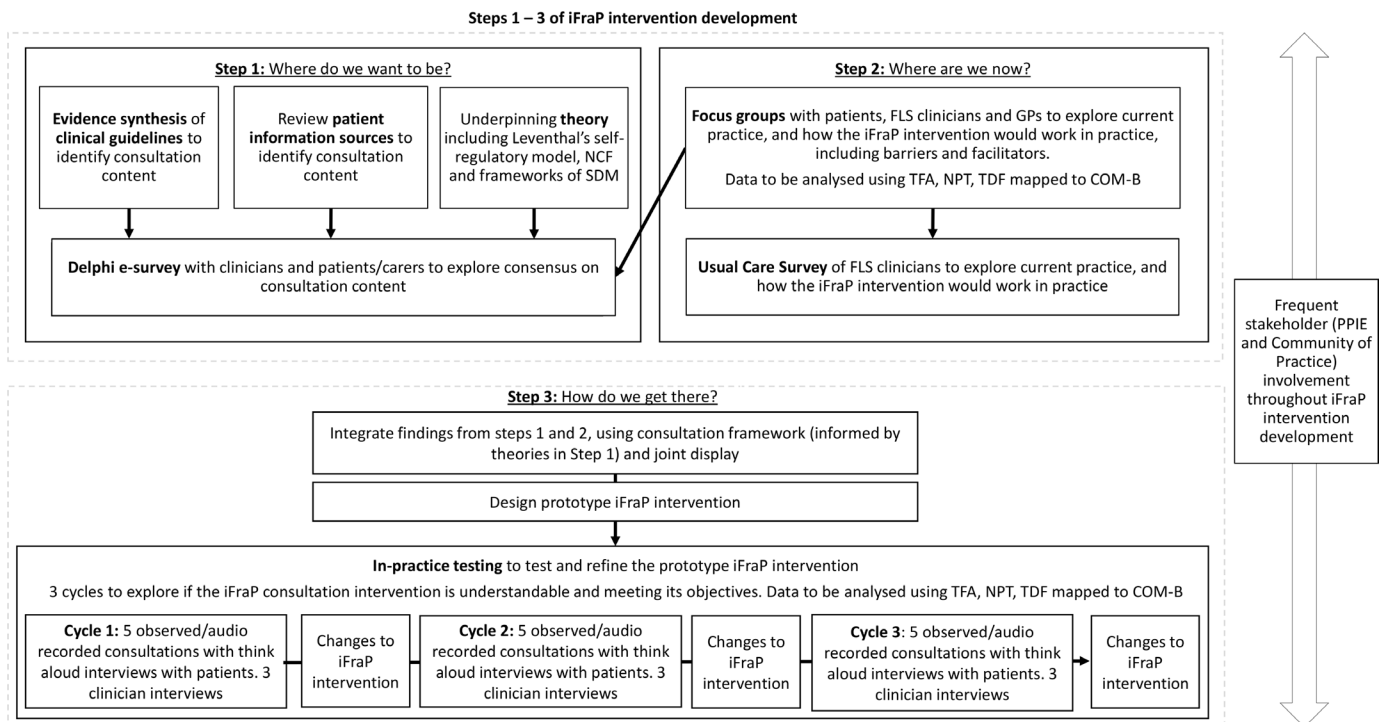 Steps 1 – 3 of iFraP intervention development
Step 1: Where do we want to be?
Evidence synthesis of
clinical guidelines to
identify consultation
content
Review patient
information sources to
identify consultation
content
Underpinning theory
including Leventhal's self-
regulatory model, NCF
and frameworks of SDM
Delphi e-survey with clinicians and patients/carers to explore consensus on
consultation content
Step 2: Where are we now?
Focus groups with patients, FLS clinicians and GPs to explore current
practice, and how the iFraP intervention would work in practice,
including barriers and facilitators.
Data to be analysed using TFA, NPT, TDF mapped to COM-B
Usual Care Survey of FLS clinicians to explore current practice, and
how the iFraP intervention would work in practice
Frequent
stakeholder (PPIE
and Community of
Practice)
involvement
throughout iFraP
intervention
development
Step 3: How do we get there?
Integrate findings from steps 1 and 2, using consultation framework (informed by
theories in Step 1) and joint display
Design prototype iFraP intervention
In-practice testing to test and refine the prototype iFraP intervention
3 cycles to explore if the iFraP consultation intervention is understandable and meeting its objectives. Data to be analysed using TFA, NPT, TDF mapped to COM-B
Cycle 1: 5 observed/audio
recorded consultations with think
aloud interviews with patients. 3
clinician interviews
Changes to
iFraP
intervention
Cycle 2: 5 observed/audio
recorded consultations with think
aloud interviews with patients. 3
clinician interviews
Changes to
iFraP
intervention
Cycle 3: 5 observed/audio
recorded consultations with think
aloud interviews with patients. 3
clinician interviews
Changes to
iFraP
intervention